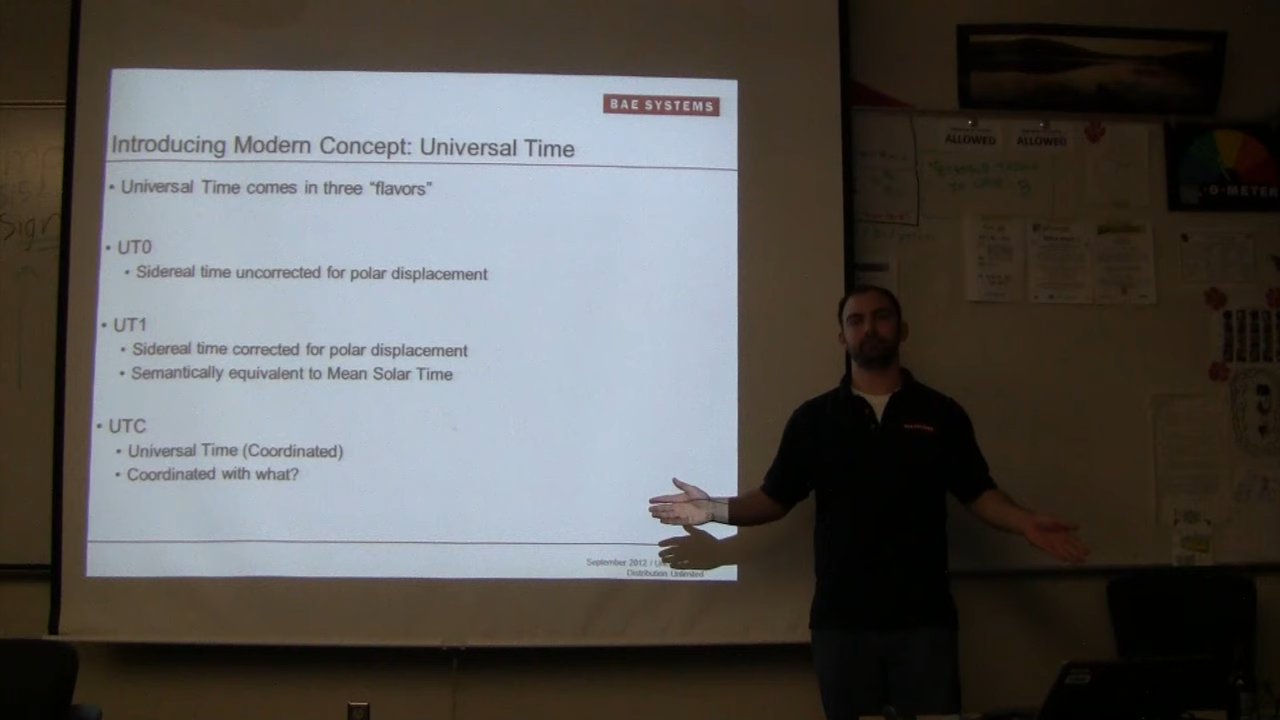 BAE SYSTEMS
Introducing Modern Concept: Universal Time
• Universal Time comes in three "flavors"
• UT0
• Sidereal time uncorrected for polar displacement
• UT1
• Sidereal time corrected for polar displacement
• Semantically equivalent to Mean Solar Time
• UTC
• Universal Time (Coordinated)
• Coordinated with what?
September 2012 /
Distribution Unlimited
Sign
ALLOWED
ALLOWED
-O-METER